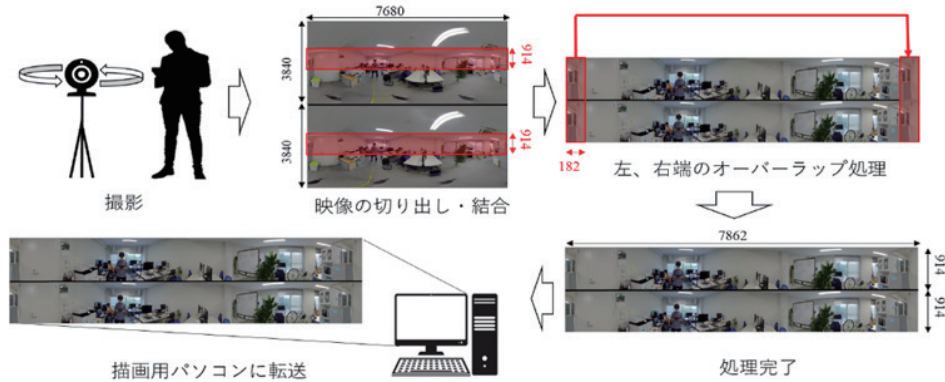 撮影
7680
3840
914
3840
914
映像の切り出し・結合
182
左、右端のオーバーラップ処理
7862
914
914
処理完了
描画用パソコンに転送